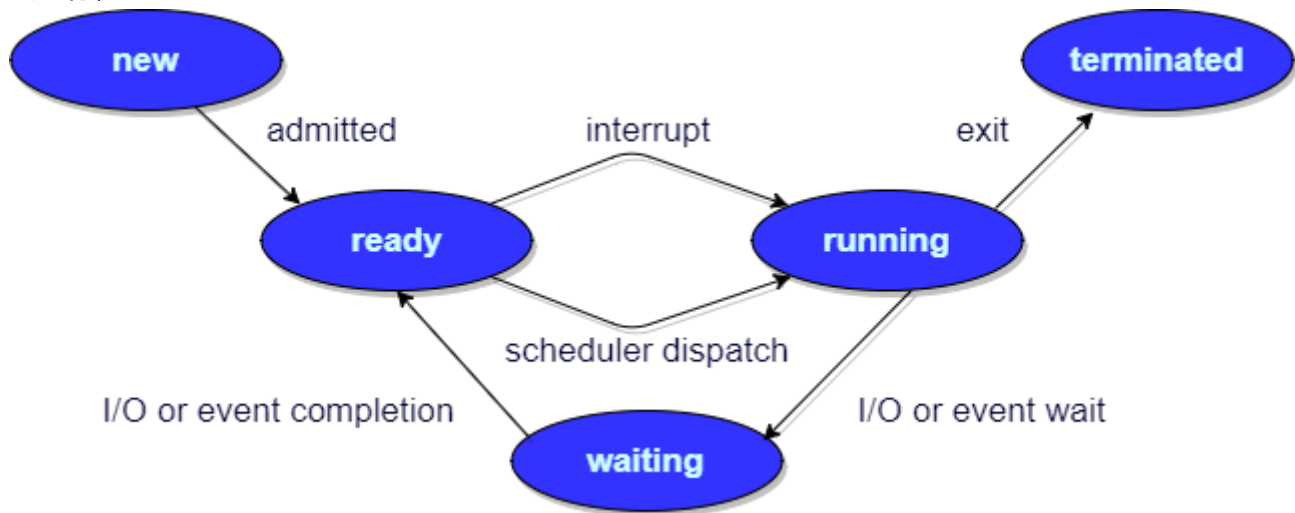 new
terminated
admitted
interrupt
exit
ready
running
scheduler dispatch
I/O or event completion
I/O or event wait
waiting